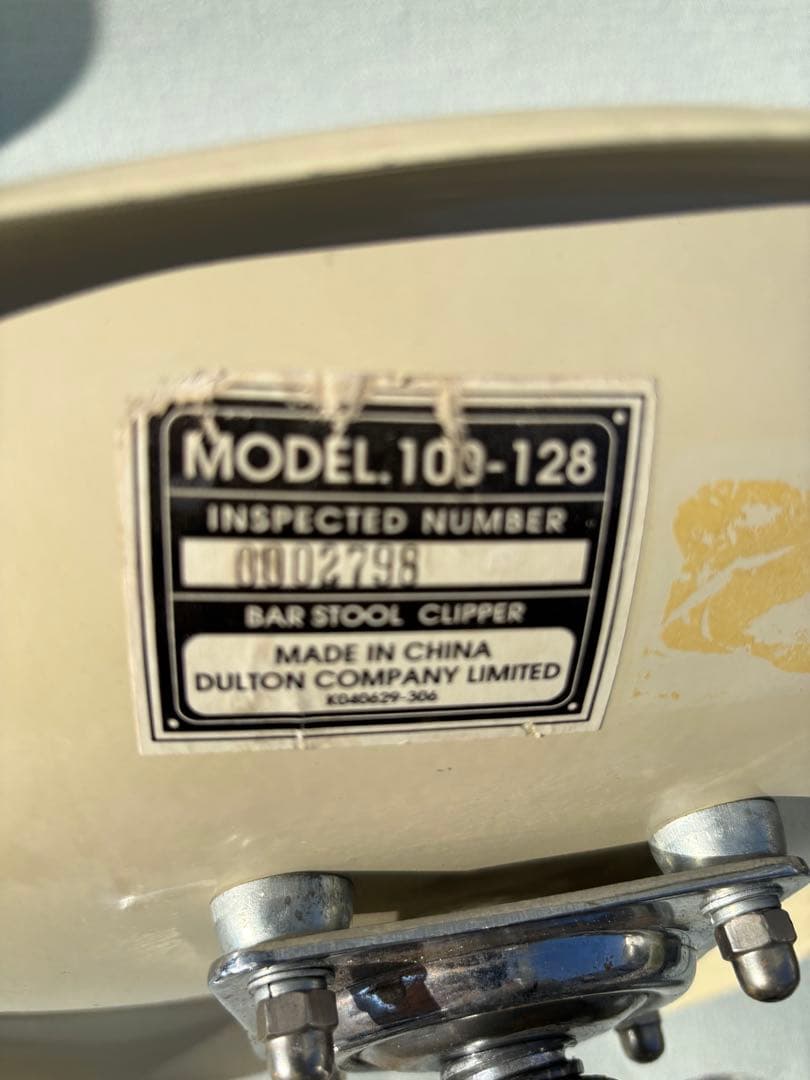 MODEL.100-128
INSPECTED NUMBER
0002798
BAR STOOL CLIPPER
MADE IN CHINA
DULTON COMPANY LIMITED
K040629-306